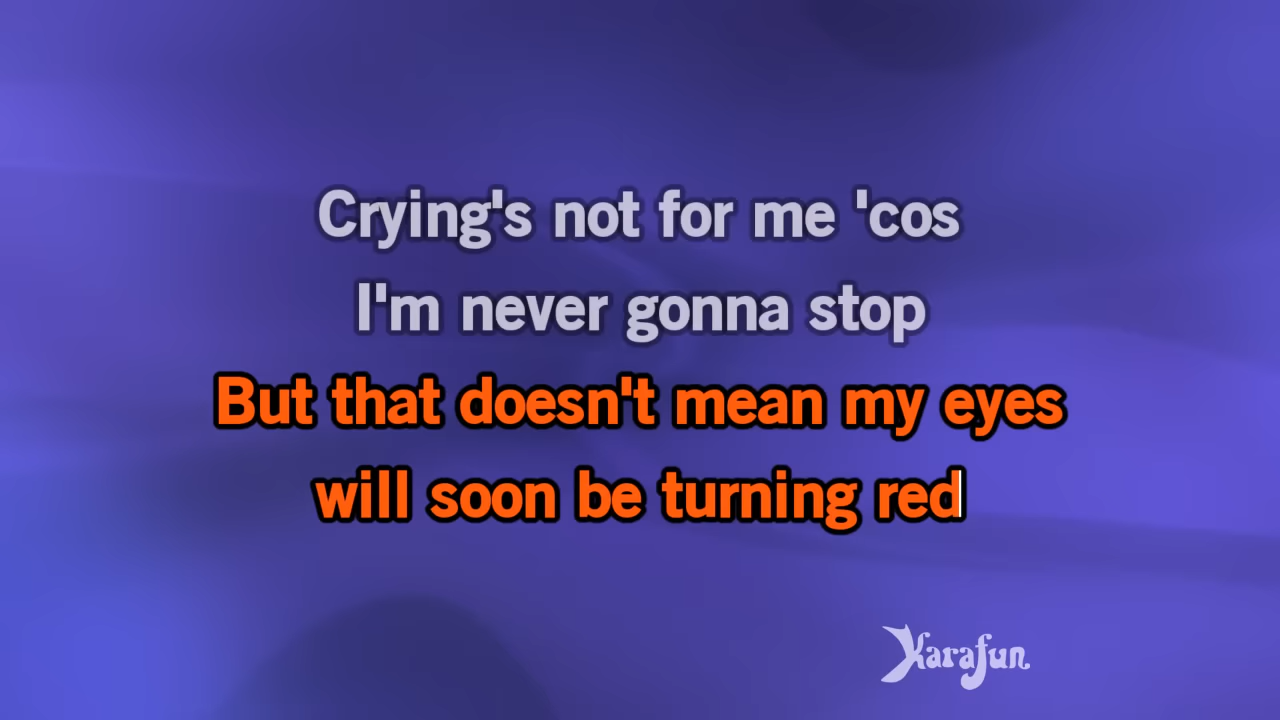 Crying's not for me 'cos
I'm never gonna stop
But that doesn't mean my eyes
will soon be turning red
Karafun